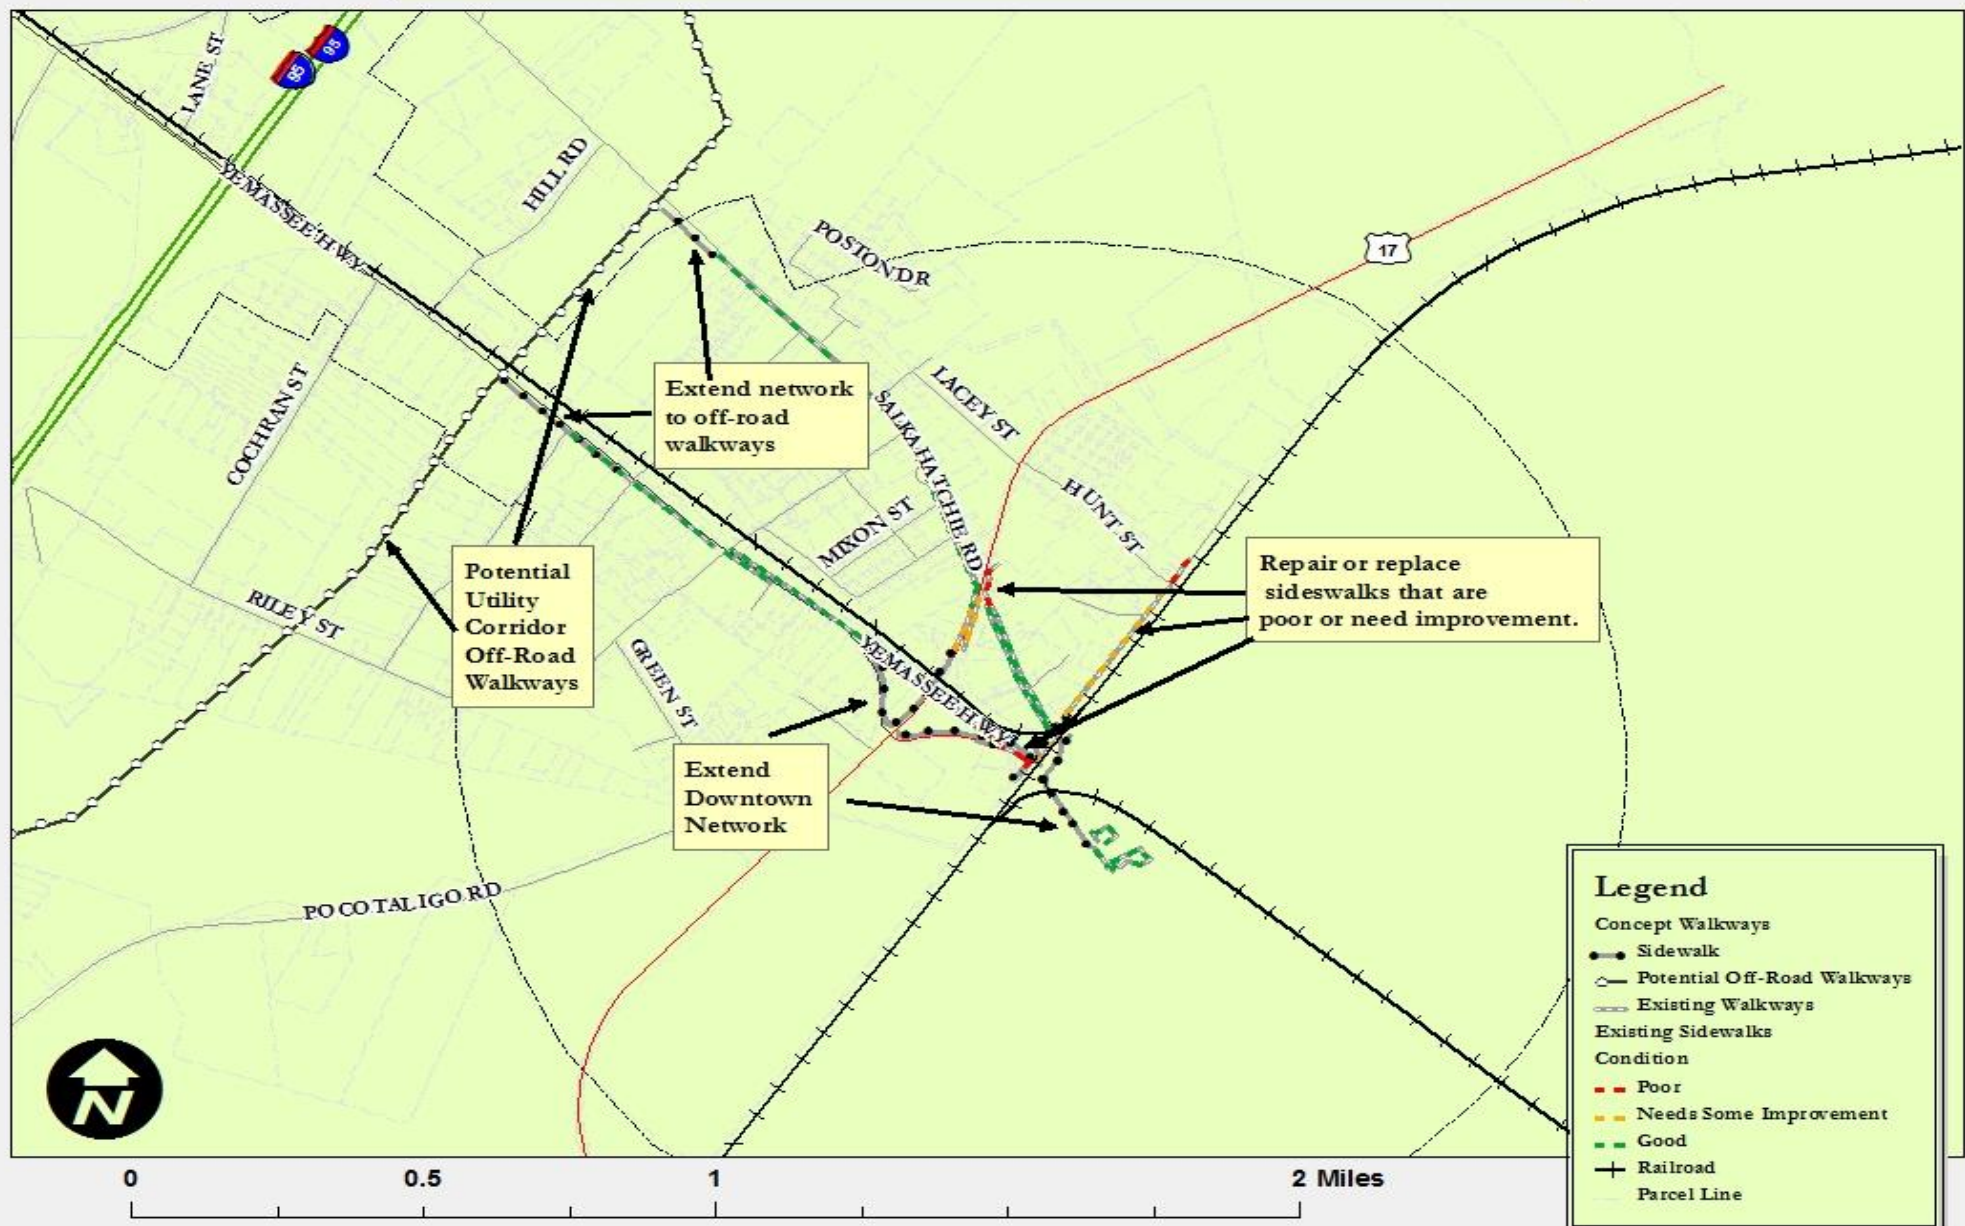 LANE ST
95
95
HILL RD
YEMASSEE HWY
POSTON DR
17
COCHRAN ST
Extend network
to off-road
walkways
LACEY ST
SALKAHATCHIE RD
HUNT ST
MIXON ST
Repair or replace
sideswalks that are
poor or need improvement.
Potential
Utility
Corridor
Off-Road
Walkways
RILEY ST
GREEN ST
YEMASSEE HWY
Extend
Downtown
Network
POCOTALIGO RD
Legend
Concept Walkways
Sidewalk
Potential Off-Road Walkways
Existing Walkways
Existing Sidewalks
Condition
Poor
Needs Some Improvement
Good
Railroad
Parcel Line
N
0 0.5 1 2 Miles